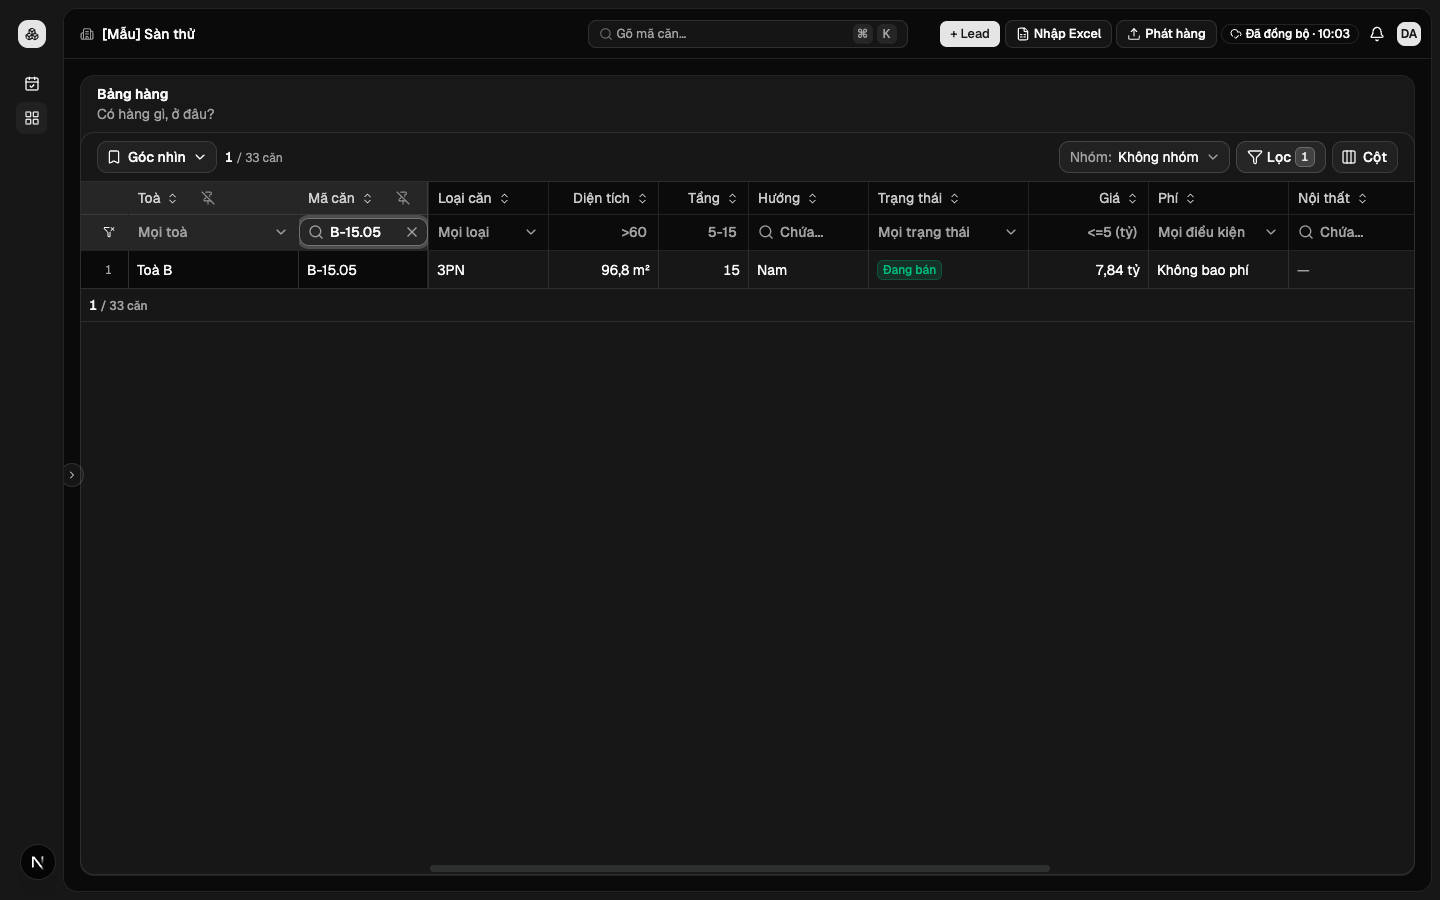 [Mẫu] Sàn thử
Gõ mã căn... ⌘ K
+ Lead
Nhập Excel
Phát hàng
Đã đồng bộ · 10:03
DA
Bảng hàng
Có hàng gì, ở đâu?
Góc nhìn
1 / 33 căn
Nhóm: Không nhóm
Lọc 1
Cột
Toà Mã căn Loại căn Diện tích Tầng Hướng Trạng thái Giá Phí Nội thất
Mọi toà B-15.05 Mọi loại >60 5-15 Chứa... Mọi trạng thái <=5 (tỷ) Mọi điều kiện Chứa...
1 Toà B B-15.05 3PN 96,8 m² 15 Nam Đang bán 7,84 tỷ Không bao phí —
1 / 33 căn
N